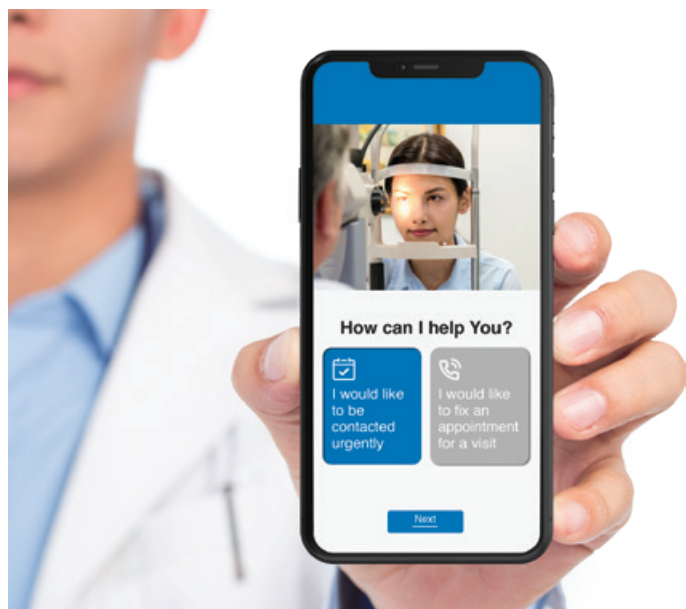 How can I help You?
I would like
to be
contacted
urgently
I would like
to fix an
appointment
for a visit
Next